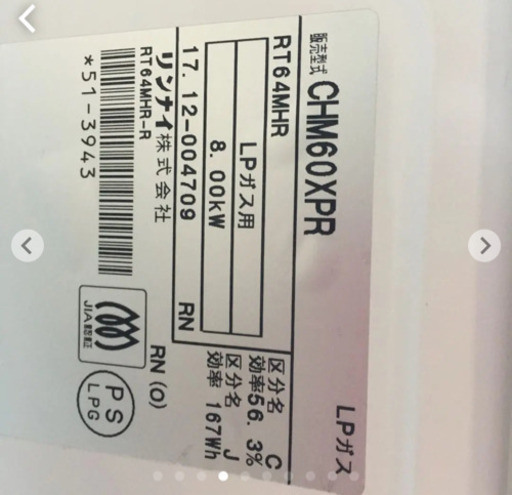 LPガス
販売型式 CHM60XPR
RT64MHR
LPガス用
8.00kW
区分名 C
効率56.3%
区分名 J
効率 167Wh
17.12-004709 RN
リンナイ株式会社
RT64MHR-R
RN (o)
*51-3943
JIA認証
PS
LPG